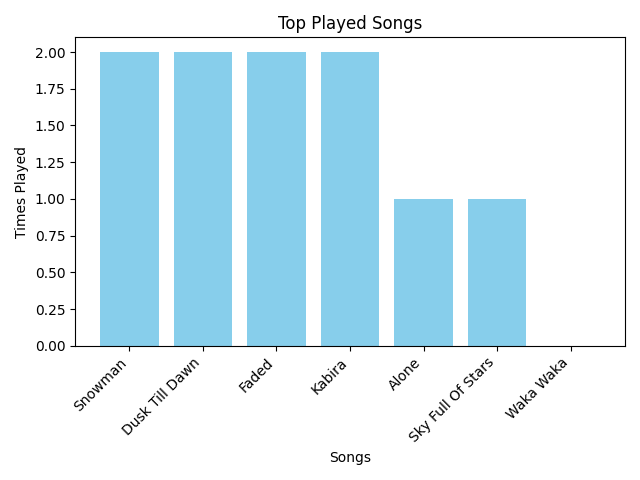 Top Played Songs
Times Played
2.00
1.75
1.50
1.25
1.00
0.75
0.50
0.25
0.00
Snowman
Dusk Till Dawn
Faded
Kabira
Alone
Sky Full Of Stars
Waka Waka
Songs